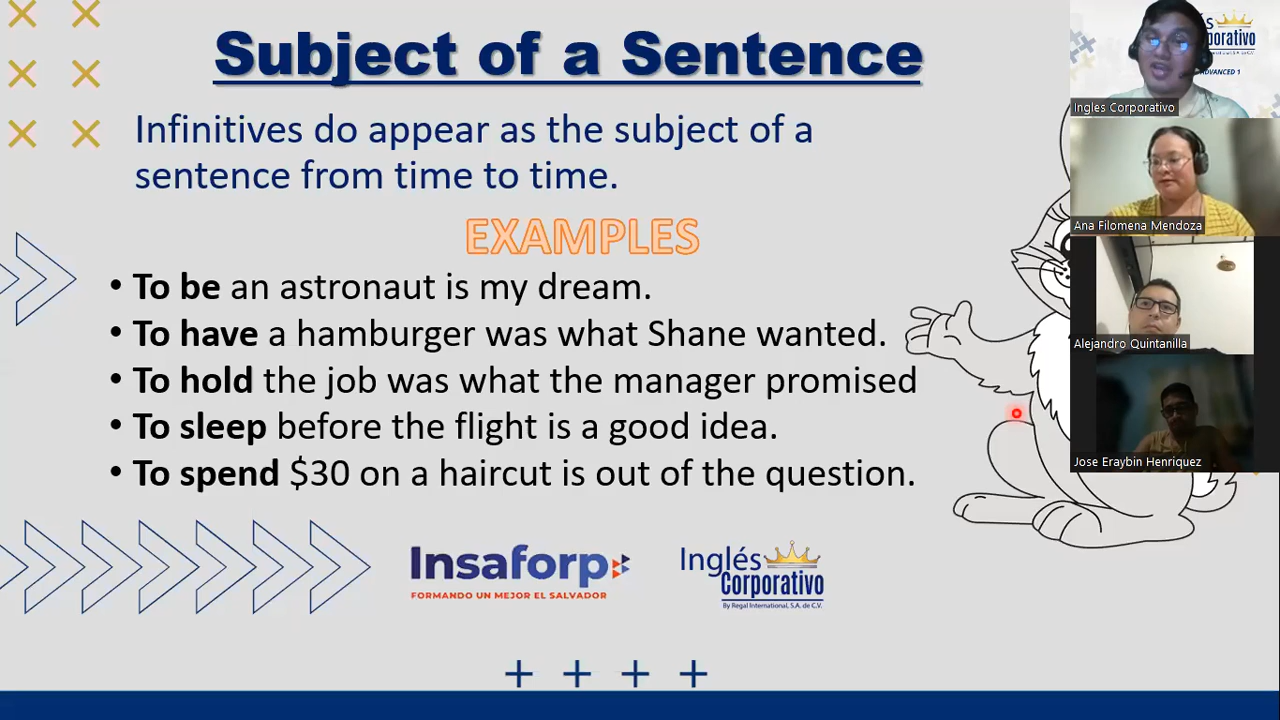 Subject of a Sentence
Infinitives do appear as the subject of a
sentence from time to time.
EXAMPLES
• To be an astronaut is my dream.
• To have a hamburger was what Shane wanted.
• To hold the job was what the manager promised
• To sleep before the flight is a good idea.
• To spend $30 on a haircut is out of the question.
Insaforp
FORMANDO UN MEJOR EL SALVADOR
Inglés
Corporativo
By Regal International, S.A. de C.V.
ADVANCED 1
Ingles Corporativo
Ana Filomena Mendoza
Alejandro Quintanilla
Jose Eraybin Henriquez